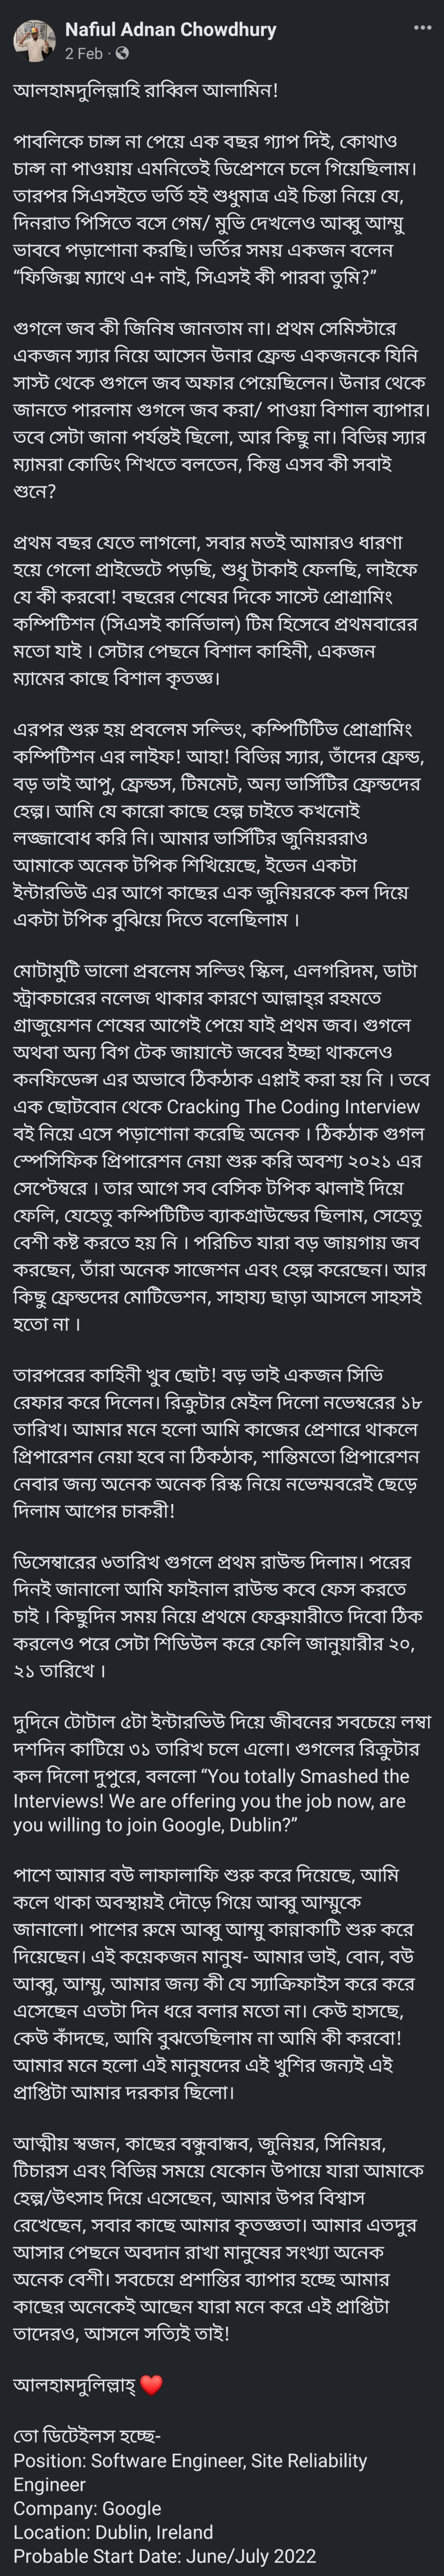 Nafiul Adnan Chowdhury
2 Feb ·
আলহামদুলিল্লাহি রাব্বিল আলামিন!
পাবলিকে চান্স না পেয়ে এক বছর গ্যাপ দিই, কোথাও
চান্স না পাওয়ায় এমনিতেই ডিপ্রেশনে চলে গিয়েছিলাম।
তারপর সিএসইতে ভর্তি হই শুধুমাত্র এই চিন্তা নিয়ে যে,
দিনরাত পিসিতে বসে গেম/ মুভি দেখলেও আব্বু আম্মু
ভাববে পড়াশোনা করছি। ভর্তির সময় একজন বলেন
“ফিজিক্স ম্যাথে এ+ নাই, সিএসই কী পারবা তুমি?”
গুগলে জব কী জিনিষ জানতাম না। প্রথম সেমিস্টারে
একজন স্যার নিয়ে আসেন উনার ফ্রেন্ড একজনকে যিনি
সাস্ট থেকে গুগলে জব অফার পেয়েছিলেন। উনার থেকে
জানতে পারলাম গুগলে জব করা/ পাওয়া বিশাল ব্যাপার।
তবে সেটা জানা পর্যন্তই ছিলো, আর কিছু না। বিভিন্ন স্যার
ম্যামরা কোডিং শিখতে বলতেন, কিন্তু এসব কী সবাই
শুনে?
প্রথম বছর যেতে লাগলো, সবার মতই আমারও ধারণা
হয়ে গেলো প্রাইভেটে পড়ছি, শুধু টাকাই ফেলছি, লাইফে
যে কী করবো! বছরের শেষের দিকে সাস্টে প্রোগ্রামিং
কম্পিটিশন (সিএসই কার্নিভাল) টিম হিসেবে প্রথমবারের
মতো যাই । সেটার পেছনে বিশাল কাহিনী, একজন
ম্যামের কাছে বিশাল কৃতজ্ঞ।
এরপর শুরু হয় প্রবলেম সল্ভিং, কম্পিটিটিভ প্রোগ্রামিং
কম্পিটিশন এর লাইফ! আহা! বিভিন্ন স্যার, তাঁদের ফ্রেন্ড,
বড় ভাই আপু, ফ্রেন্ডস, টিমমেট, অন্য ভার্সিটির ফ্রেন্ডদের
হেল্প। আমি যে কারো কাছে হেল্প চাইতে কখনোই
লজ্জাবোধ করি নি। আমার ভার্সিটির জুনিয়ররাও
আমাকে অনেক টপিক শিখিয়েছে, ইভেন একটা
ইন্টারভিউ এর আগে কাছের এক জুনিয়রকে কল দিয়ে
একটা টপিক বুঝিয়ে দিতে বলেছিলাম ।
মোটামুটি ভালো প্রবলেম সল্ভিং স্কিল, এলগরিদম, ডাটা
স্ট্রাকচারের নলেজ থাকার কারণে আল্লাহ্‌র রহমতে
গ্রাজুয়েশন শেষের আগেই পেয়ে যাই প্রথম জব। গুগলে
অথবা অন্য বিগ টেক জায়ান্টে জবের ইচ্ছা থাকলেও
কনফিডেন্স এর অভাবে ঠিকঠাক এপ্লাই করা হয় নি । তবে
এক ছোটবোন থেকে Cracking The Coding Interview
বই নিয়ে এসে পড়াশোনা করেছি অনেক । ঠিকঠাক গুগল
স্পেসিফিক প্রিপারেশন নেয়া শুরু করি অবশ্য ২০২১ এর
সেপ্টেম্বরে । তার আগে সব বেসিক টপিক ঝালাই দিয়ে
ফেলি, যেহেতু কম্পিটিটিভ ব্যাকগ্রাউন্ডের ছিলাম, সেহেতু
বেশী কষ্ট করতে হয় নি । পরিচিত যারা বড় জায়গায় জব
করছেন, তাঁরা অনেক সাজেশন এবং হেল্প করেছেন। আর
কিছু ফ্রেন্ডদের মোটিভেশন, সাহায্য ছাড়া আসলে সাহসই
হতো না ।
তারপরের কাহিনী খুব ছোট! বড় ভাই একজন সিভি
রেফার করে দিলেন। রিক্রুটার মেইল দিলো নভেম্বরের ১৮
তারিখ। আমার মনে হলো আমি কাজের প্রেশারে থাকলে
প্রিপারেশন নেয়া হবে না ঠিকঠাক, শান্তিমতো প্রিপারেশন
নেবার জন্য অনেক অনেক রিস্ক নিয়ে নভেম্বরেই ছেড়ে
দিলাম আগের চাকরী!
ডিসেম্বারের ৬তারিখ গুগলে প্রথম রাউন্ড দিলাম। পরের
দিনই জানালো আমি ফাইনাল রাউন্ড কবে ফেস করতে
চাই । কিছুদিন সময় নিয়ে প্রথমে ফেব্রুয়ারীতে দিবো ঠিক
করলেও পরে সেটা শিডিউল করে ফেলি জানুয়ারীর ২০,
২১ তারিখে ।
দুদিনে টোটাল ৫টা ইন্টারভিউ দিয়ে জীবনের সবচেয়ে লম্বা
দশদিন কাটিয়ে ৩১ তারিখ চলে এলো। গুগলের রিক্রুটার
কল দিলো দুপুরে, বললো “You totally Smashed the
Interviews! We are offering you the job now, are
you willing to join Google, Dublin?”
পাশে আমার বউ লাফালাফি শুরু করে দিয়েছে, আমি
কলে থাকা অবস্থায়ই দৌড়ে গিয়ে আব্বু আম্মুকে
জানালো। পাশের রুমে আব্বু আম্মু কান্নাকাটি শুরু করে
দিয়েছেন। এই কয়েকজন মানুষ- আমার ভাই, বোন, বউ
আব্বু, আম্মু, আমার জন্য কী যে স্যাক্রিফাইস করে করে
এসেছেন এতটা দিন ধরে বলার মতো না। কেউ হাসছে,
কেউ কাঁদছে, আমি বুঝতেছিলাম না আমি কী করবো!
আমার মনে হলো এই মানুষদের এই খুশির জন্যই এই
প্রাপ্তিটা আমার দরকার ছিলো।
আত্মীয় স্বজন, কাছের বন্ধুবান্ধব, জুনিয়র, সিনিয়র,
টিচারস এবং বিভিন্ন সময়ে যেকোন উপায়ে যারা আমাকে
হেল্প/উৎসাহ দিয়ে এসেছেন, আমার উপর বিশ্বাস
রেখেছেন, সবার কাছে আমার কৃতজ্ঞতা। আমার এতদুর
আসার পেছনে অবদান রাখা মানুষের সংখ্যা অনেক
অনেক বেশী। সবচেয়ে প্রশান্তির ব্যাপার হচ্ছে আমার
কাছের অনেকেই আছেন যারা মনে করে এই প্রাপ্তিটা
তাদেরও, আসলে সত্যিই তাই!
আলহামদুলিল্লাহ্ ❤️
তো ডিটেইলস হচ্ছে-
Position: Software Engineer, Site Reliability
Engineer
Company: Google
Location: Dublin, Ireland
Probable Start Date: June/July 2022